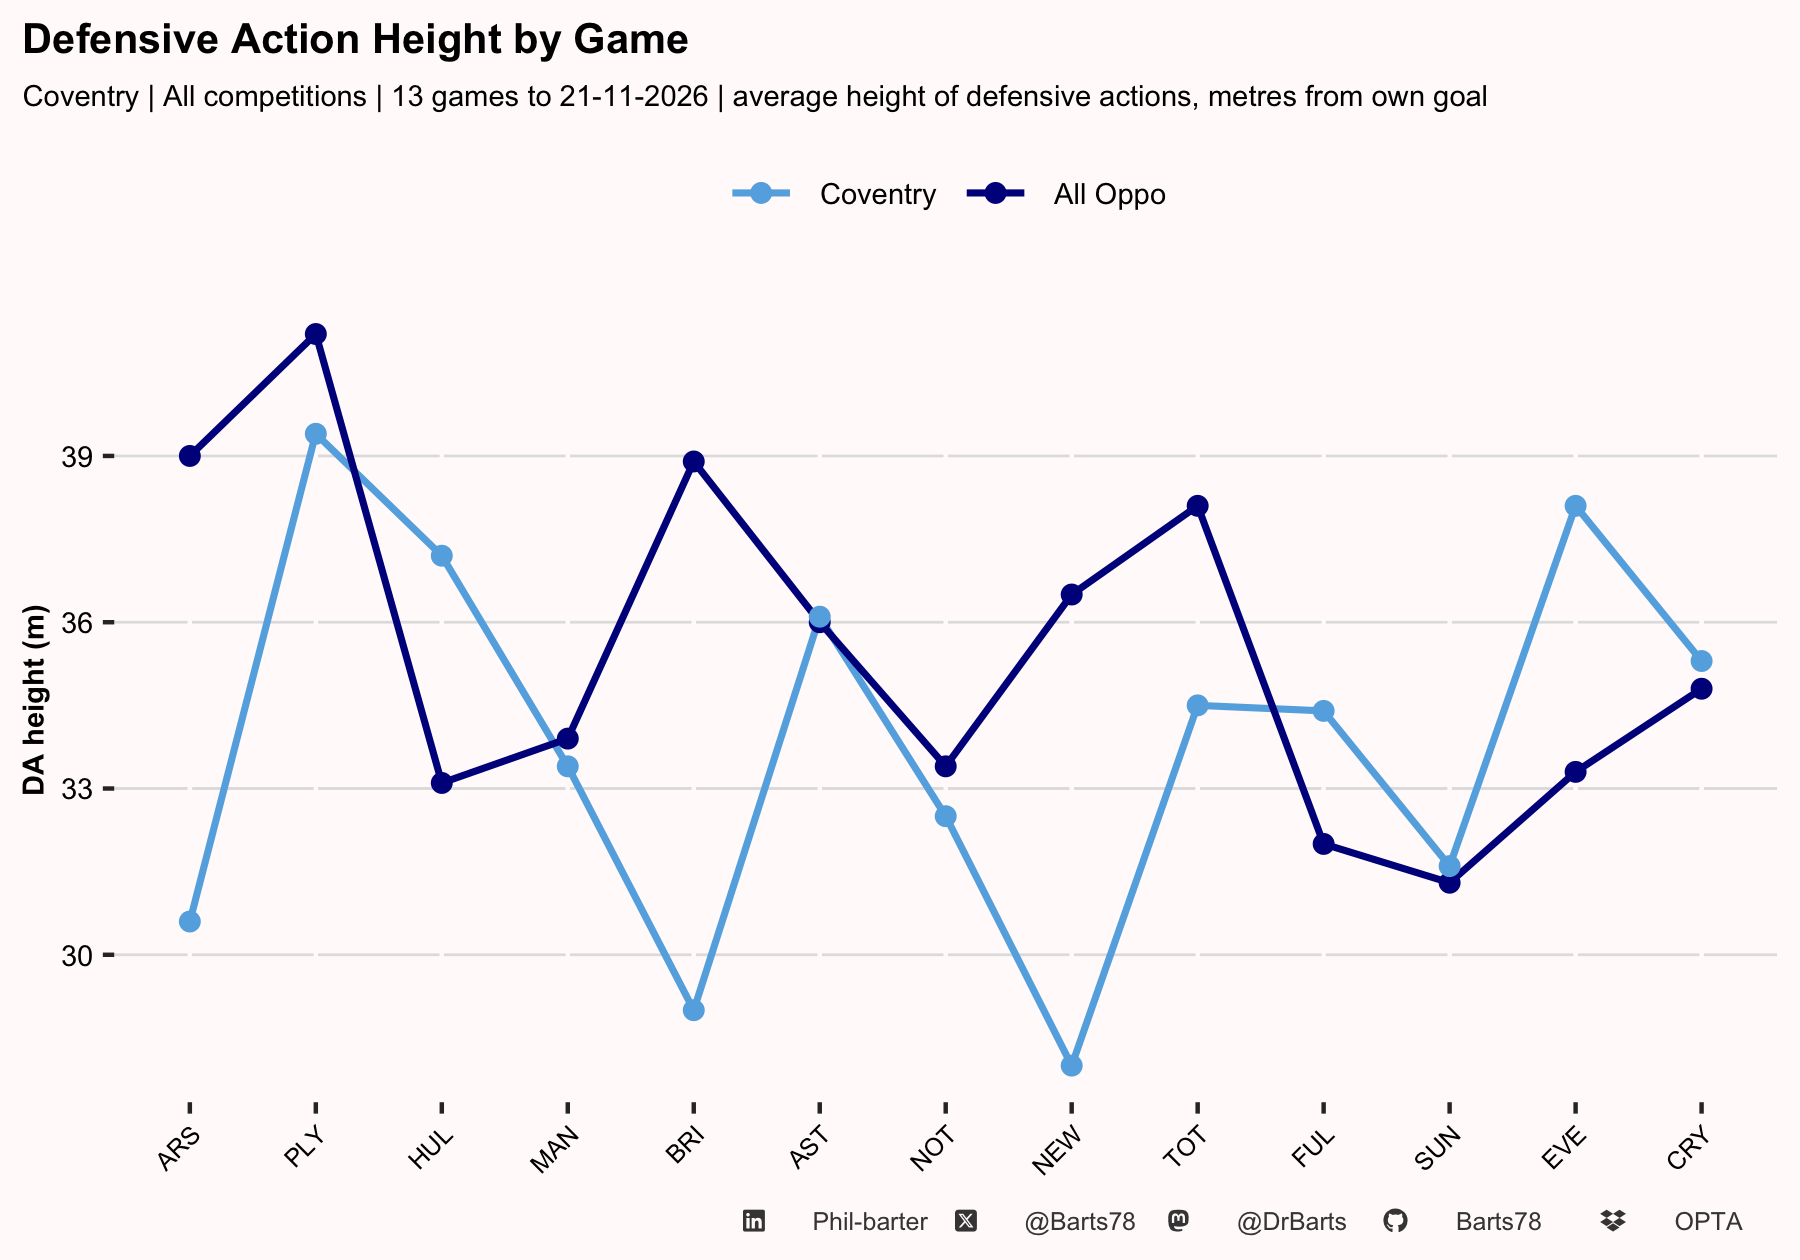 Defensive Action Height by Game
Coventry | All competitions | 13 games to 21-11-2026 | average height of defensive actions, metres from own goal
Coventry All Oppo
DA height (m)
39
36
33
30
ARS PLY HUL MAN BRI AST NOT NEW TOT FUL SUN EVE CRY
Phil-barter @Barts78 @DrBarts Barts78 OPTA